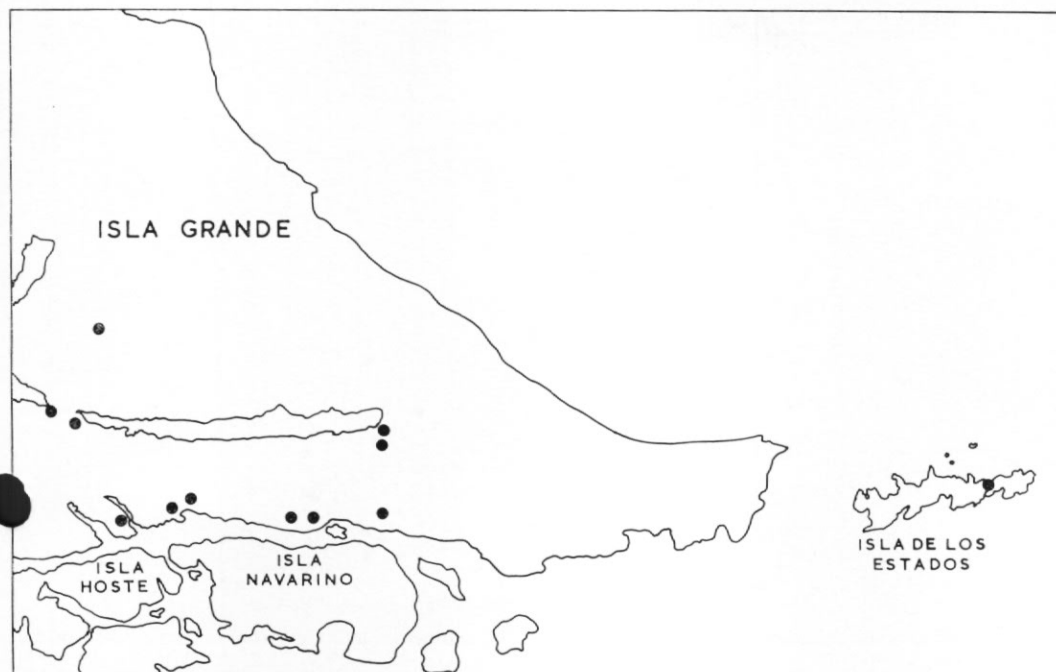 ISLA GRANDE
ISLA
HOSTE
ISLA
NAVARINO
ISLA DE LOS
ESTADOS